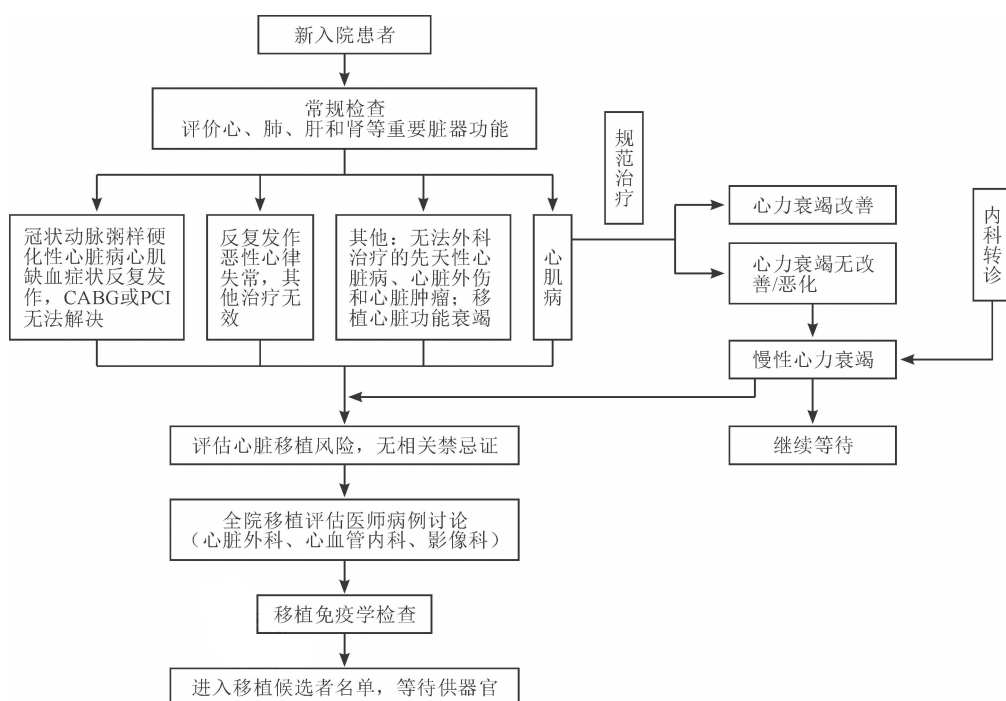 新入院患者
常规检查
评价心、肺、肝和肾等重要脏器功能
规范治疗
冠状动脉粥样硬
化性心脏病心肌
缺血症状反复发
作，CABG或PCI
无法解决
反复发作
恶性心律
失常，其
他治疗无
效
其他：无法外科
治疗的先天性心
脏病、心脏外伤
和心脏肿瘤；移
植心脏功能衰竭
心肌病
心力衰竭改善
心力衰竭无改
善/恶化
内科转诊
慢性心力衰竭
继续等待
评估心脏移植风险，无相关禁忌证
全院移植评估医师病例讨论
（心脏外科、心血管内科、影像科）
移植免疫学检查
进入移植候选者名单，等待供器官